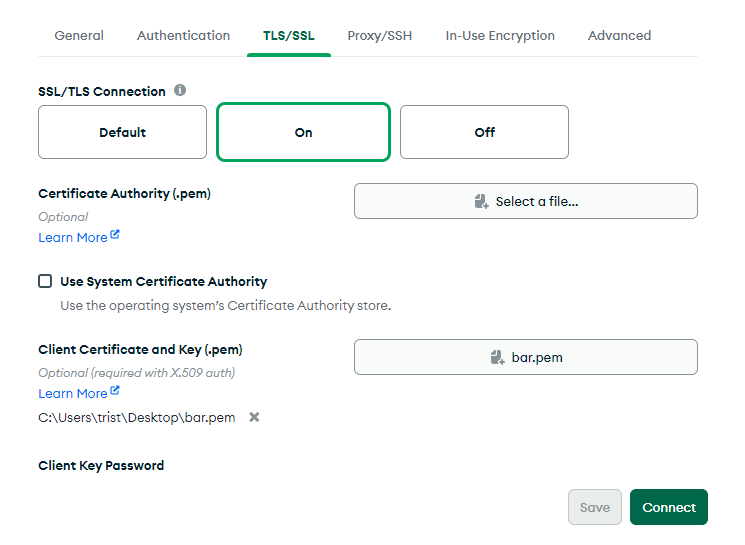 General Authentication TLS/SSL Proxy/SSH In-Use Encryption Advanced
SSL/TLS Connection
Default On Off
Certificate Authority (.pem)
Select a file...
Optional
Learn More
Use System Certificate Authority
Use the operating system's Certificate Authority store.
Client Certificate and Key (.pem)
bar.pem
Optional (required with X.509 auth)
Learn More
C:\Users\trist\Desktop\bar.pem
Client Key Password
Save Connect